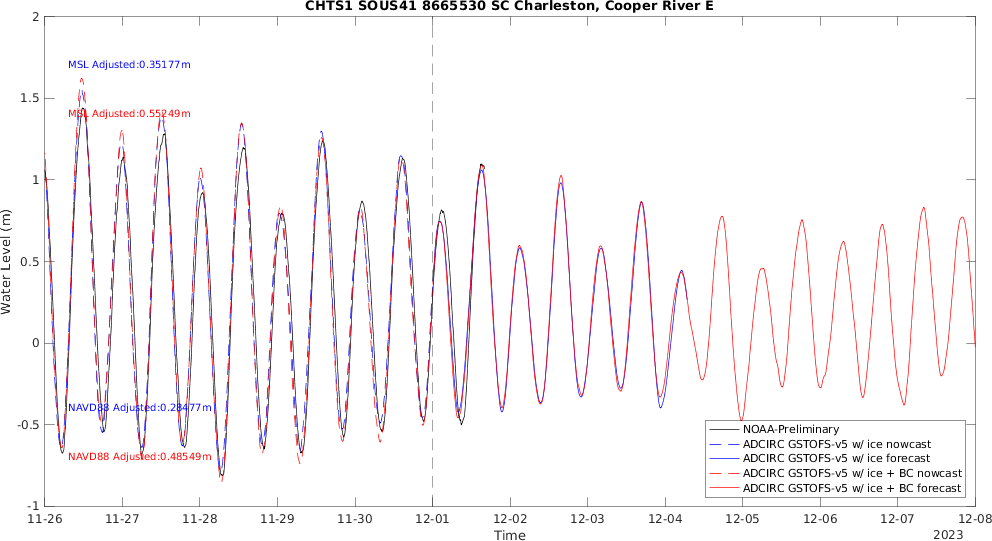 CHTS1 SOUS41 8665530 SC Charleston, Cooper River E
2
1.5
1
0.5
0
-0.5
-1
Water Level (m)
MSL Adjusted:0.35177m
MSL Adjusted:0.55249m
NAVD88 Adjusted:0.28477m
NAVD88 Adjusted:0.48549m
NOAA-Preliminary
ADCIRC GSTOFS-v5 w/ ice nowcast
ADCIRC GSTOFS-v5 w/ ice forecast
ADCIRC GSTOFS-v5 w/ ice + BC nowcast
ADCIRC GSTOFS-v5 w/ ice + BC forecast
11-26 11-27 11-28 11-29 11-30 12-01 12-02 12-03 12-04 12-05 12-06 12-07 12-08
Time
2023